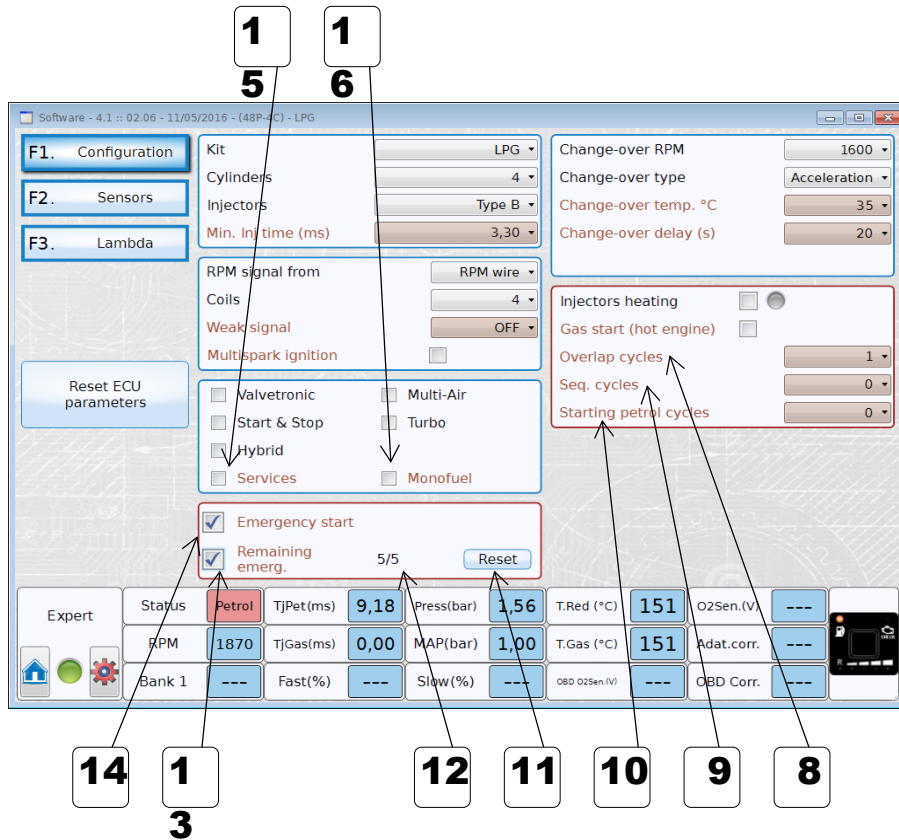 1 1
5 6
Software - 4.1 :: 02.06 - 11/05/2016 - (48P-4C) - LPG
F1. Configuration
F2. Sensors
F3. Lambda
Reset ECU
parameters
Kit LPG
Cylinders 4
Injectors Type B
Min. Inj time (ms) 3,30
RPM signal from RPM wire
Coils 4
Weak signal OFF
Multispark ignition
Valvetronic Multi-Air
Start & Stop Turbo
Hybrid
Services Monofuel
Emergency start
Remaining
emerg. 5/5 Reset
Change-over RPM 1600
Change-over type Acceleration
Change-over temp. °C 35
Change-over delay (s) 20
Injectors heating
Gas start (hot engine)
Overlap cycles 1
Seq. cycles 0
Starting petrol cycles 0
Expert
Status Petrol TjPet(ms) 9,18 Press(bar) 1,56 T.Red (°C) 151 O2Sen.(V) ---
RPM 1870 TjGas(ms) 0,00 MAP(bar) 1,00 T.Gas (°C) 151 Adat.corr. ---
Bank 1 --- Fast(%) --- Slow(%) --- OBD O2Sen.(V) --- OBD Corr. ---
CHECK
R
14 1 12 11 10 9 8
3